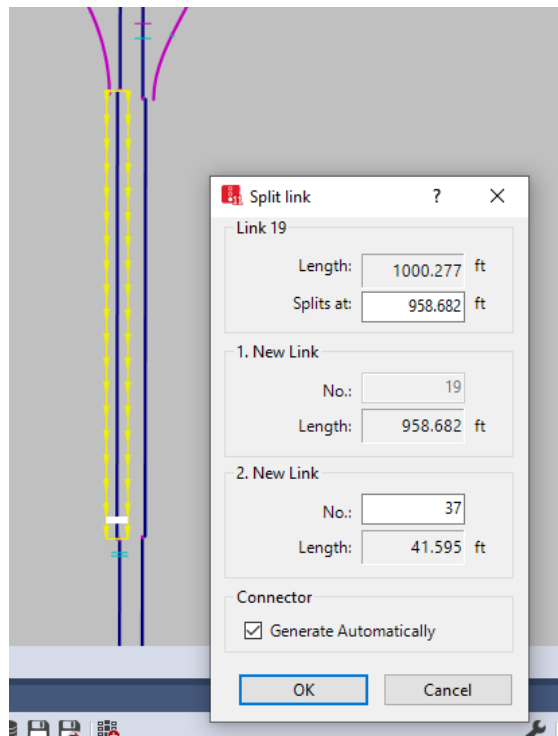 Split link
?
Link 19
Length: 1000.277 ft
Splits at: 958.682 ft
1. New Link
No.: 19
Length: 958.682 ft
2. New Link
No.: 37
Length: 41.595 ft
Connector
Generate Automatically
OK Cancel